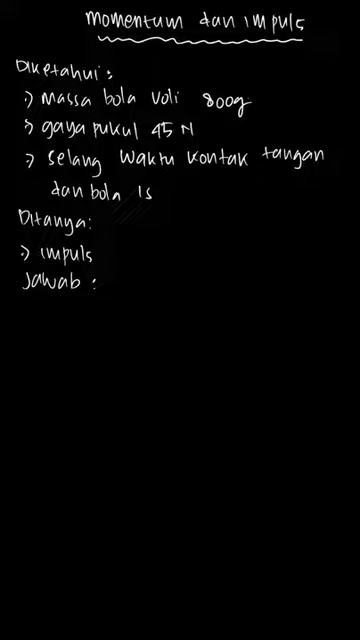 momentum dan impuls
Diketahui:
:) Massa bola voli 800g
:) gaya pukul 45 N
:) selang waktu kontak tangan
dan bola 1s
Ditanya:
:) impuls
Jawab :